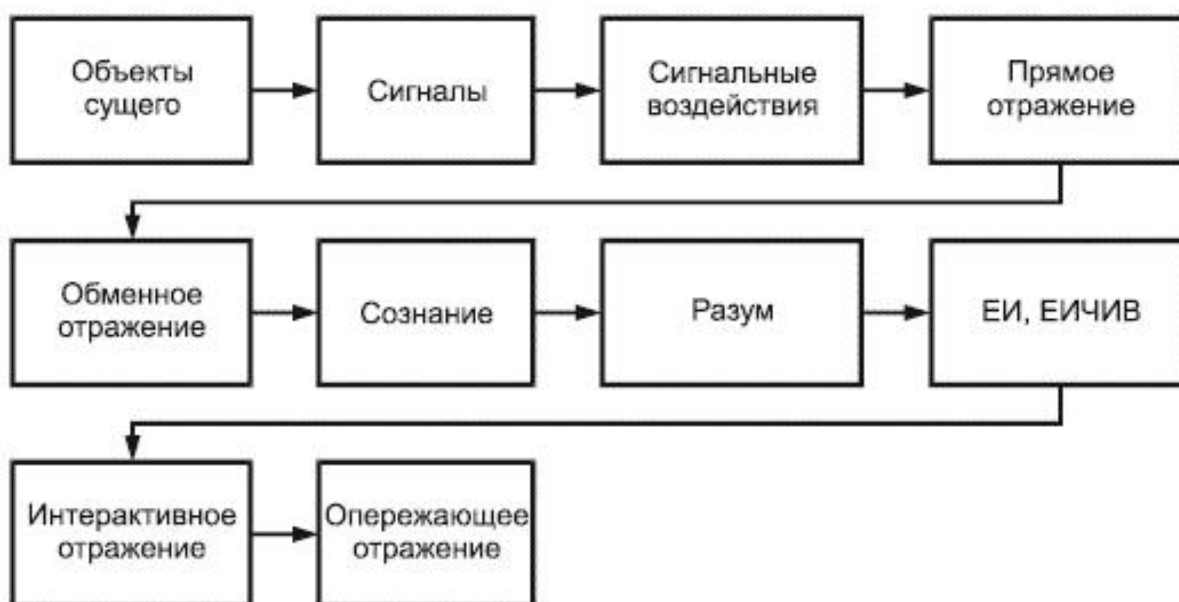 Объекты
сущего
Сигналы
Сигнальные
воздействия
Прямое
отражение
Обменное
отражение
Сознание
Разум
ЕИ, ЕИЧИВ
Интерактивное
отражение
Опережающее
отражение